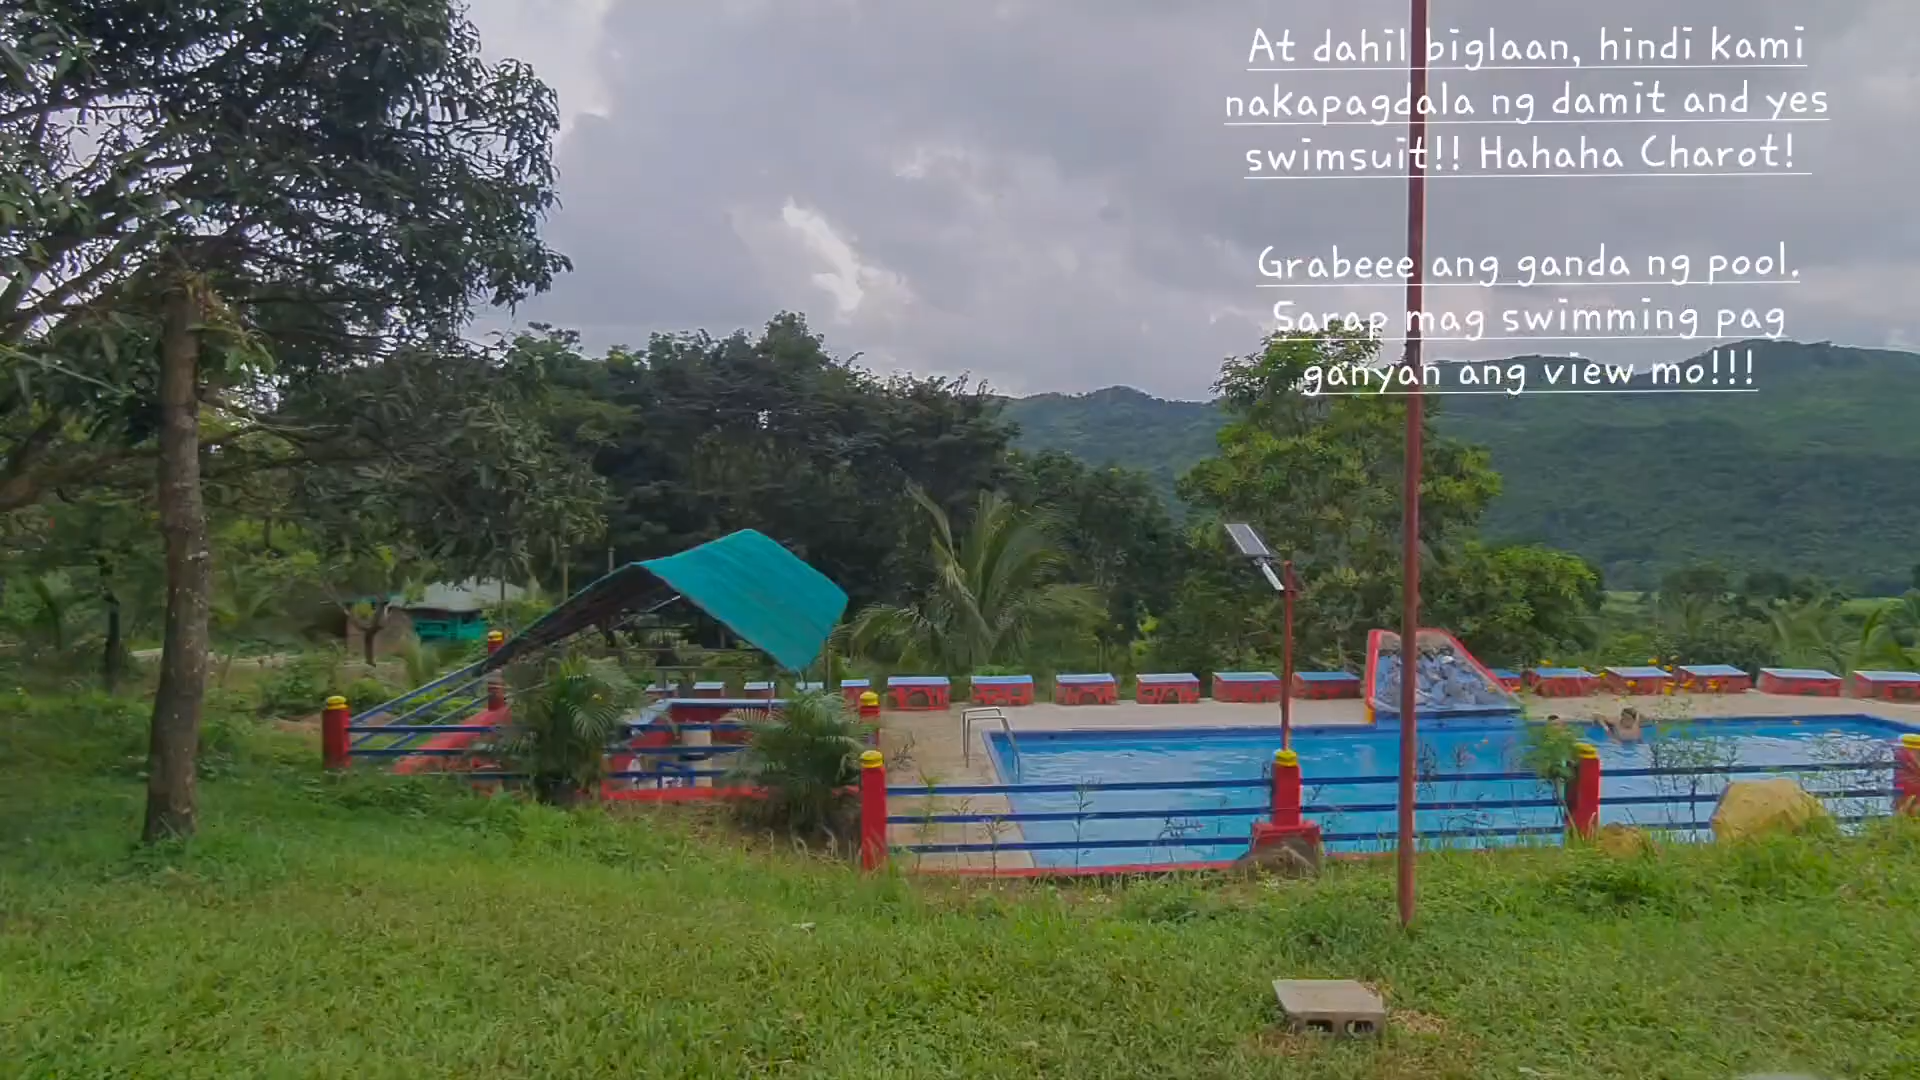 At dahil biglaan, hindi kami
nakapagdala ng damit and yes
swimsuit!! Hahaha Charot!
Grabeee ang ganda ng pool.
Sarap mag swimming pag
ganyan ang view mo!!!